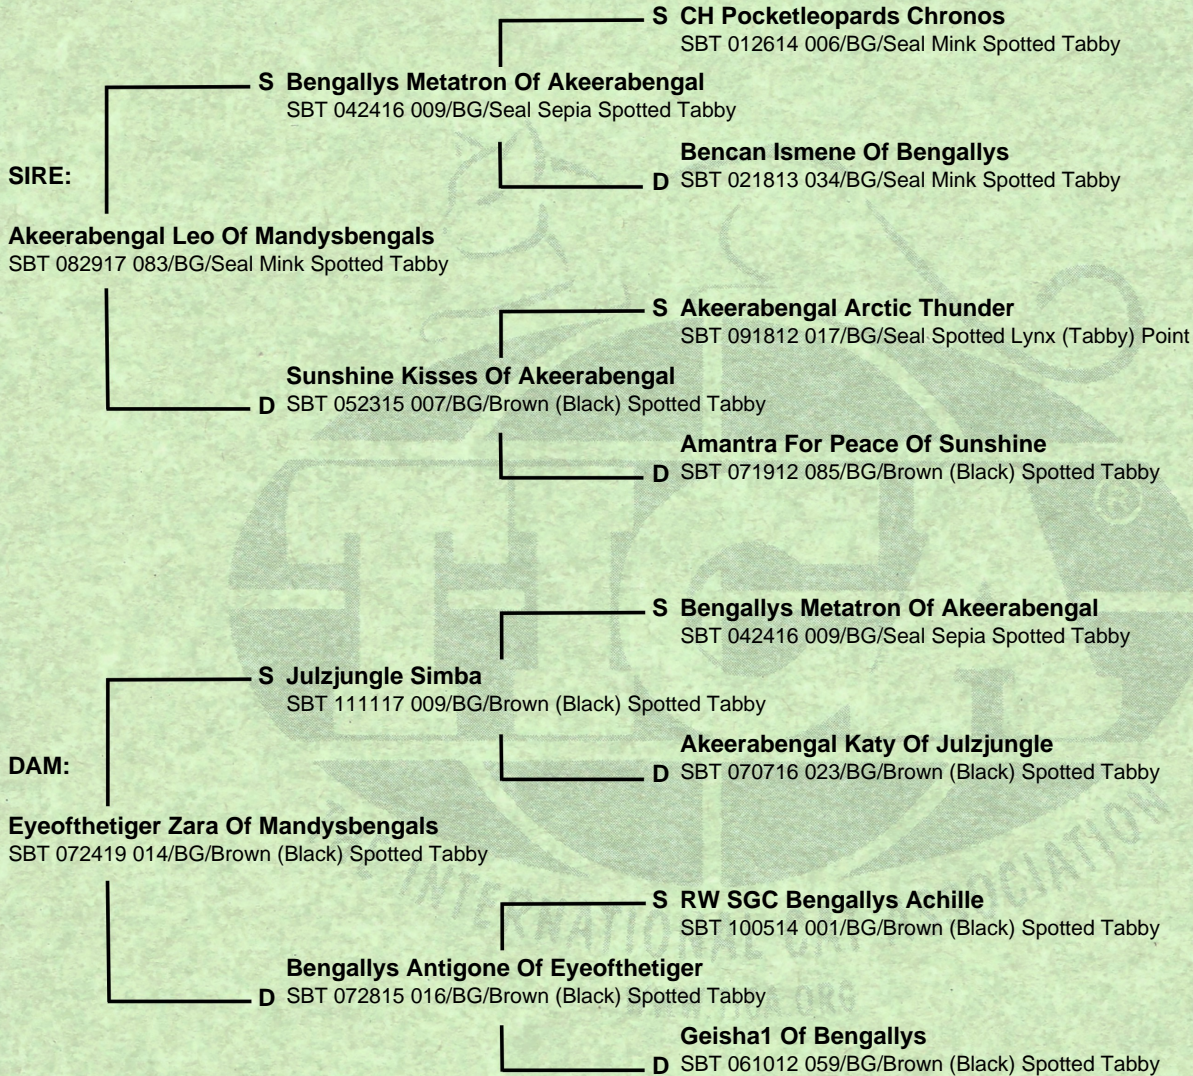 S CH Pocketleopards Chronos
SBT 012614 006/BG/Seal Mink Spotted Tabby
S Bengallys Metatron Of Akeerabengal
SBT 042416 009/BG/Seal Sepia Spotted Tabby
Bencan Ismene Of Bengallys
D SBT 021813 034/BG/Seal Mink Spotted Tabby
SIRE:
Akeerabengal Leo Of Mandysbengals
SBT 082917 083/BG/Seal Mink Spotted Tabby
S Akeerabengal Arctic Thunder
SBT 091812 017/BG/Seal Spotted Lynx (Tabby) Point
Sunshine Kisses Of Akeerabengal
D SBT 052315 007/BG/Brown (Black) Spotted Tabby
Amantra For Peace Of Sunshine
D SBT 071912 085/BG/Brown (Black) Spotted Tabby
TICA
®
S Bengallys Metatron Of Akeerabengal
SBT 042416 009/BG/Seal Sepia Spotted Tabby
S Julzjungle Simba
SBT 111117 009/BG/Brown (Black) Spotted Tabby
Akeerabengal Katy Of Julzjungle
D SBT 070716 023/BG/Brown (Black) Spotted Tabby
DAM:
Eyeofthetiger Zara Of Mandysbengals
SBT 072419 014/BG/Brown (Black) Spotted Tabby
THE INTERNATIONAL CAT ASSOCIATION
S RW SGC Bengallys Achille
SBT 100514 001/BG/Brown (Black) Spotted Tabby
Bengallys Antigone Of Eyeofthetiger
D SBT 072815 016/BG/Brown (Black) Spotted Tabby
WWW.TICA.ORG
Geisha1 Of Bengallys
D SBT 061012 059/BG/Brown (Black) Spotted Tabby